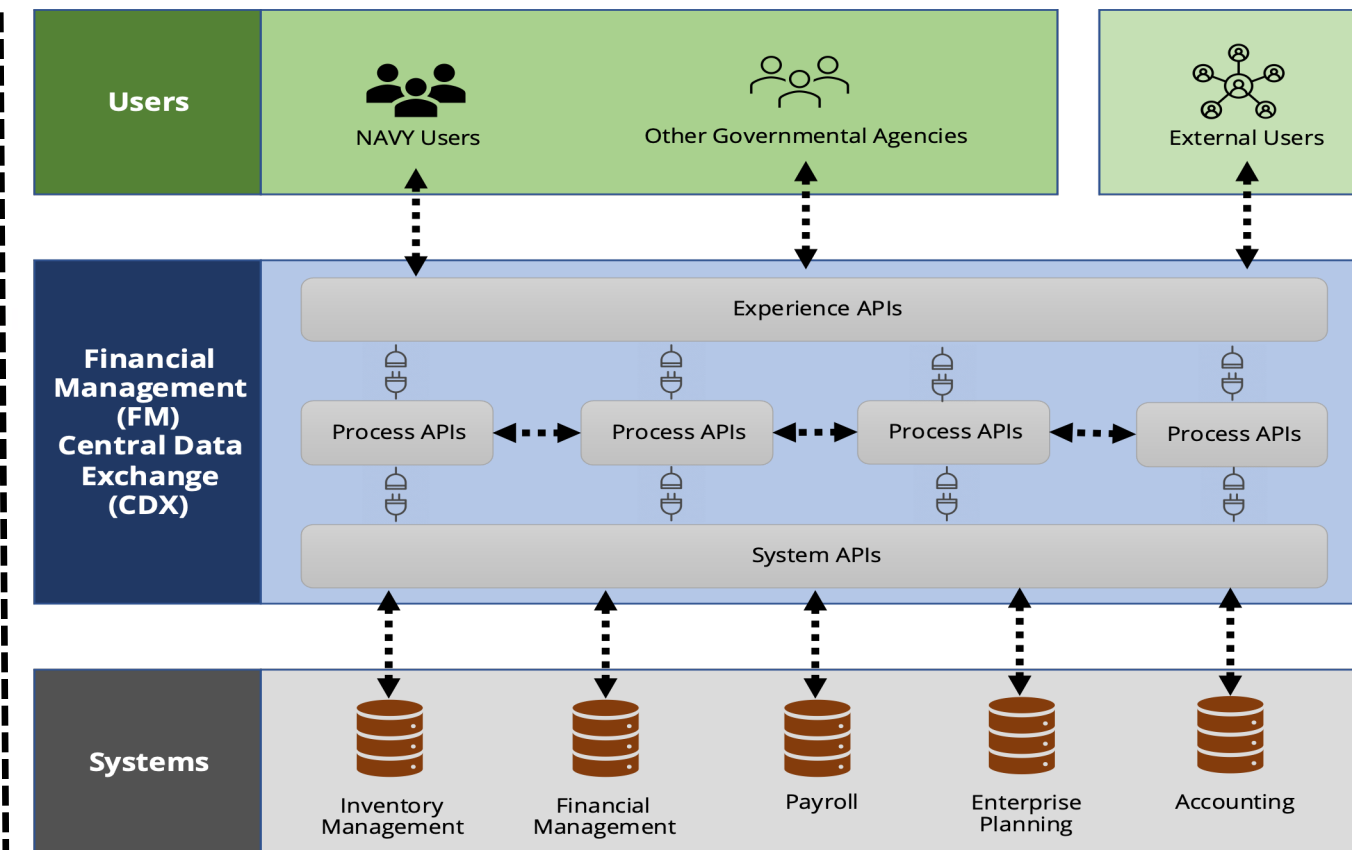 Users
NAVY Users
Other Governmental Agencies
External Users
Financial
Management
(FM)
Central Data
Exchange
(CDX)
Experience APIs
Process APIs
Process APIs
Process APIs
Process APIs
System APIs
Systems
Inventory
Management
Financial
Management
Payroll
Enterprise
Planning
Accounting